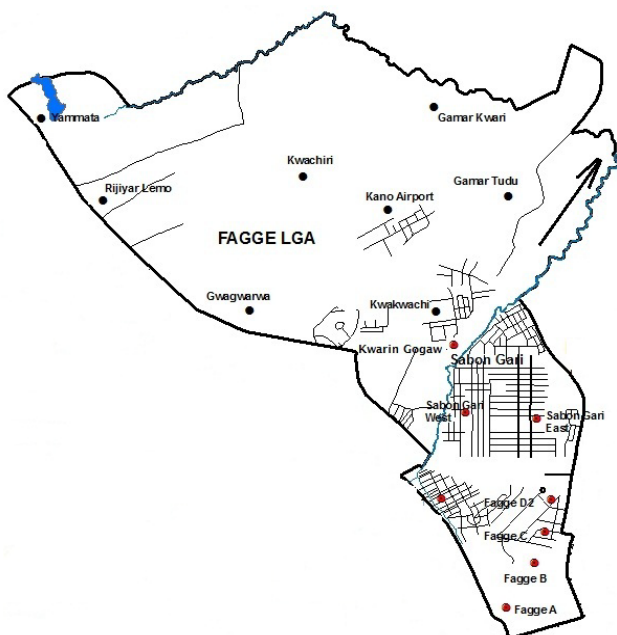 Gamar Kwari
Yammata
Kwachiri
Rijiyar Lemo
Gamar Tudu
Kano Airport
FAGGE LGA
Gwagwarwa
Kwakwachi
Kwarin Gogaw
Sabon Gari
Sabon Gari
West
Sabon Gari
East
Fagge D2
Fagge C
Fagge B
Fagge A